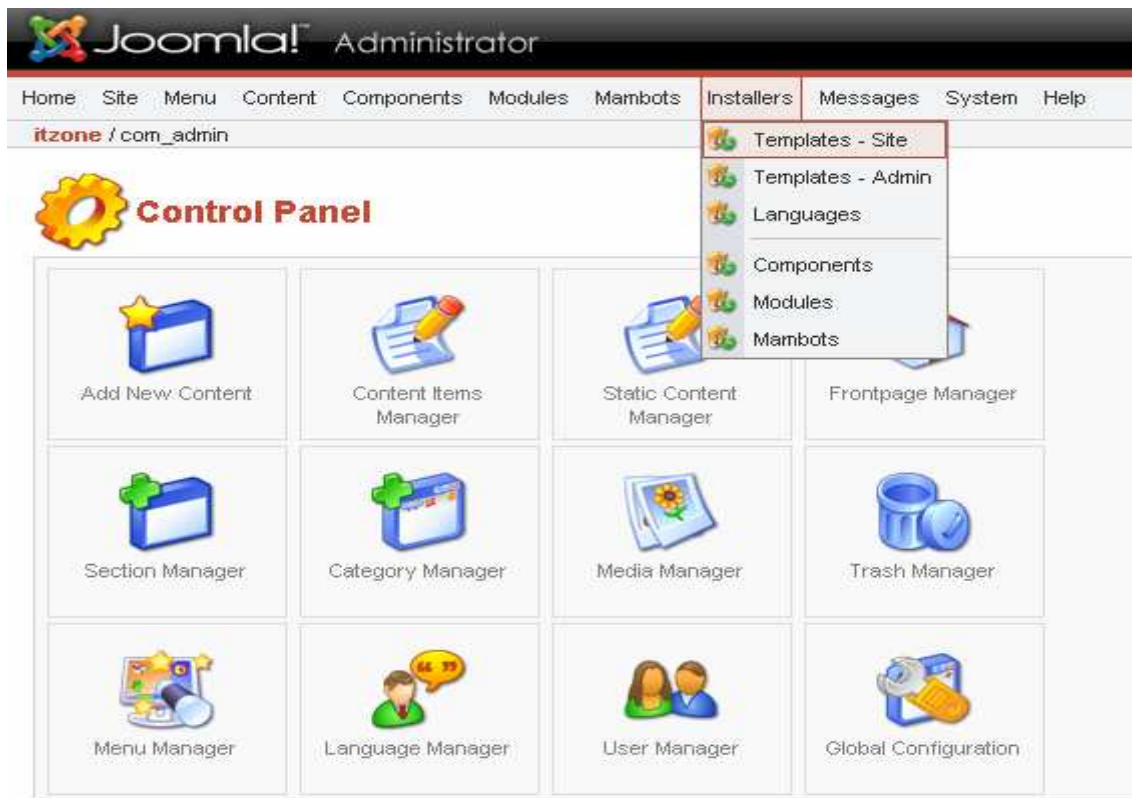 Joomla!™ Administrator
Home Site Menu Content Components Modules Mambots Installers Messages System Help
itzone / com_admin
Templates - Site
Templates - Admin
Languages
Components
Modules
Mambots
Control Panel
Add New Content
Content Items
Manager
Static Content
Manager
Frontpage Manager
Section Manager
Category Manager
Media Manager
Trash Manager
Menu Manager
Language Manager
User Manager
Global Configuration